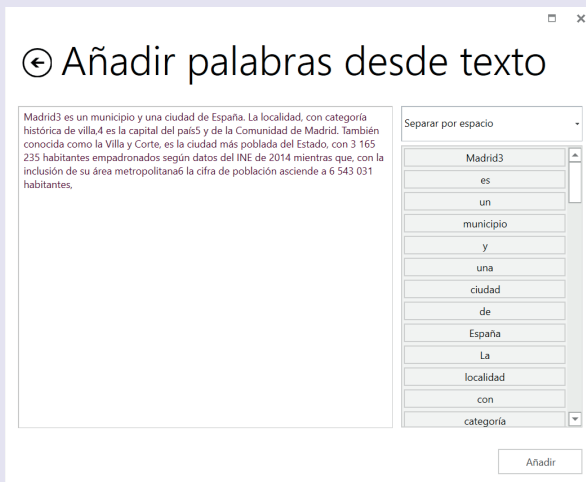 Añadir palabras desde texto
Madrid3 es un municipio y una ciudad de España. La localidad, con categoría
histórica de villa,4 es la capital del país5 y de la Comunidad de Madrid. También
conocida como la Villa y Corte, es la ciudad más poblada del Estado, con 3 165
235 habitantes empadronados según datos del INE de 2014 mientras que, con la
inclusión de su área metropolitana6 la cifra de población asciende a 6 543 031
habitantes,
Separar por espacio
Madrid3
es
un
municipio
y
una
ciudad
de
España
La
localidad
con
categoría
Añadir